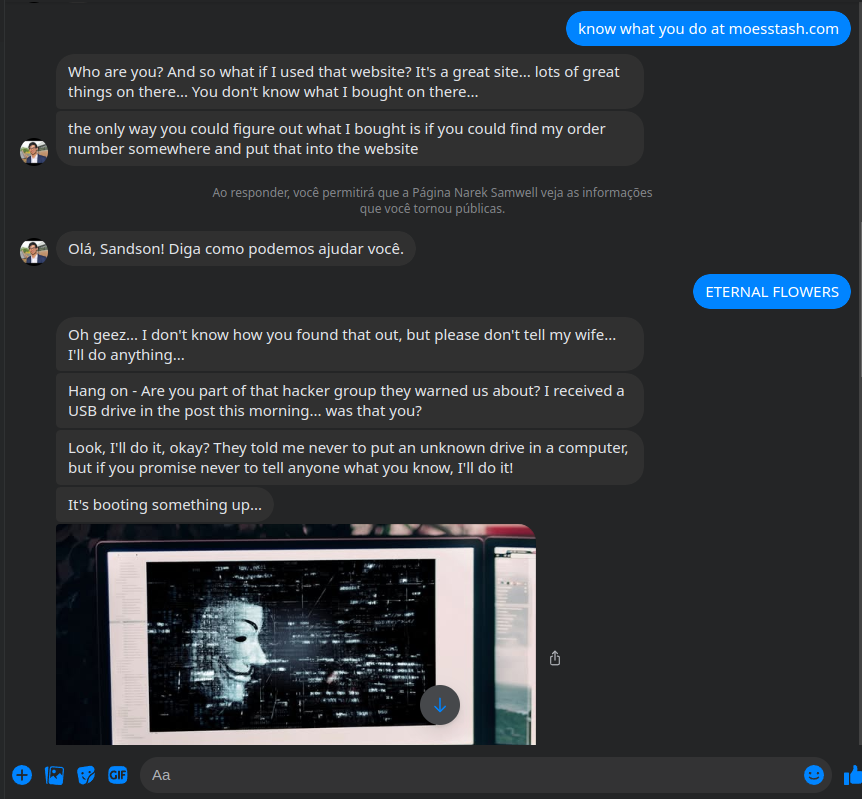 know what you do at moesstash.com
Who are you? And so what if I used that website? It's a great site... lots of great
things on there... You don't know what I bought on there...
the only way you could figure out what I bought is if you could find my order
number somewhere and put that into the website
Ao responder, você permitirá que a Página Narek Samwell veja as informações
que você tornou públicas.
Olá, Sandson! Diga como podemos ajudar você.
ETERNAL FLOWERS
Oh geez... I don't know how you found that out, but please don't tell my wife...
I'll do anything...
Hang on - Are you part of that hacker group they warned us about? I received a
USB drive in the post this morning... was that you?
Look, I'll do it, okay? They told me never to put an unknown drive in a computer,
but if you promise never to tell anyone what you know, I'll do it!
It's booting something up...
GIF
Aa